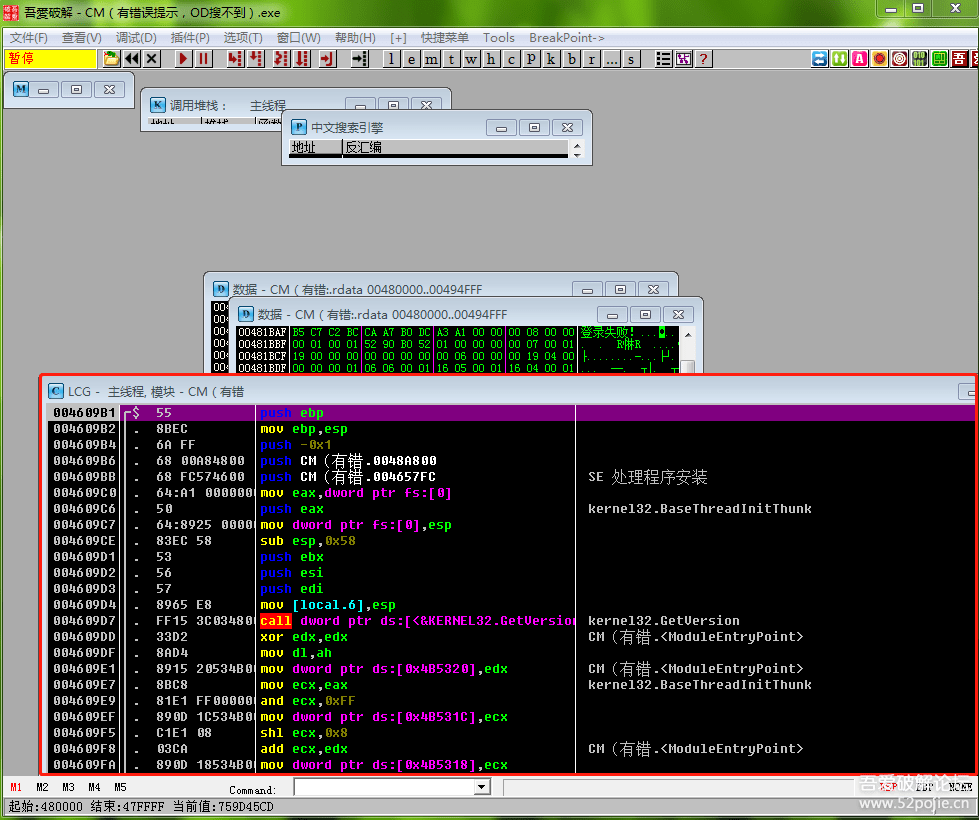 吾爱破解 - CM（有错误提示，OD搜不到）.exe
文件(F) 查看(V) 调试(D) 插件(P) 选项(T) 窗口(W) 帮助(H) [+] 快捷菜单 Tools BreakPoint->
暂停 l e m t w h c p k b r ... s ?
M
K 调用堆栈： 主线程
P 中文搜索引擎
地址 反汇编
D 数据 - CM（有错:.rdata 00480000..00494FFF
D 数据 - CM（有错:.rdata 00480000..00494FFF
00481BAF B5 C7 C2 BC CA A7 B0 DC A3 A1 00 00 00 08 00 00 登录失败!
00481BBF 00 01 00 01 52 90 B0 52 01 00 00 00 00 07 00 01
00481BCF 19 00 00 00 00 00 00 00 00 06 00 00 00 19 04 00
00481BDF 00 00 00 01 06 06 00 01 16 05 00 01 16 04 00 01
C LCG - 主线程, 模块 - CM（有错
004609B1 $ 55 push ebp
004609B2 . 8BEC mov ebp,esp
004609B4 . 6A FF push -0x1
004609B6 . 68 00A84800 push CM（有错.0048A800
004609BB . 68 FC574600 push CM（有错.004657FC SE 处理程序安装
004609C0 . 64:A1 0000000 mov eax,dword ptr fs:[0]
004609C6 . 50 push eax kernel32.BaseThreadInitThunk
004609C7 . 64:8925 00000 mov dword ptr fs:[0],esp
004609CE . 83EC 58 sub esp,0x58
004609D1 . 53 push ebx
004609D2 . 56 push esi
004609D3 . 57 push edi
004609D4 . 8965 E8 mov [local.6],esp
004609D7 . FF15 3C03480 call dword ptr ds:[<&KERNEL32.GetVersion kernel32.GetVersion
004609DD . 33D2 xor edx,edx CM（有错.<ModuleEntryPoint>
004609DF . 8AD4 mov dl,ah
004609E1 . 8915 20534B0 mov dword ptr ds:[0x4B5320],edx CM（有错.<ModuleEntryPoint>
004609E7 . 8BC8 mov ecx,eax kernel32.BaseThreadInitThunk
004609E9 . 81E1 FF00000 and ecx,0xFF
004609EF . 890D 1C534B0 mov dword ptr ds:[0x4B531C],ecx
004609F5 . C1E1 08 shl ecx,0x8
004609F8 . 03CA add ecx,edx CM（有错.<ModuleEntryPoint>
004609FA . 890D 18534B0 mov dword ptr ds:[0x4B5318],ecx
M1 M2 M3 M4 M5 Command: NONE
起始:480000 结束:47FFFF 当前值:759D45CD
吾爱破解论坛
www.52pojie.cn